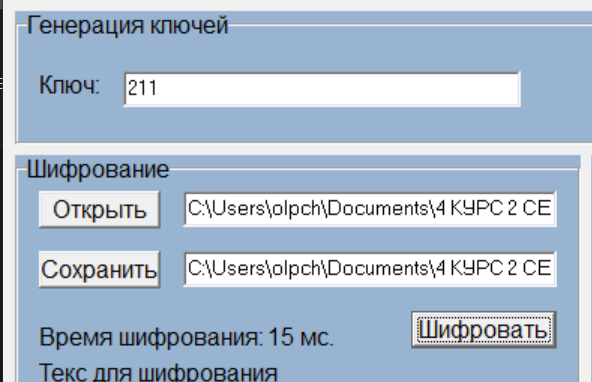 Генерация ключей
Ключ: 211
Шифрование
Открыть C:\Users\olpch\Documents\4 КУРС 2 СЕ
Сохранить C:\Users\olpch\Documents\4 КУРС 2 СЕ
Время шифрования: 15 мс. Шифровать
Текс для шифрования